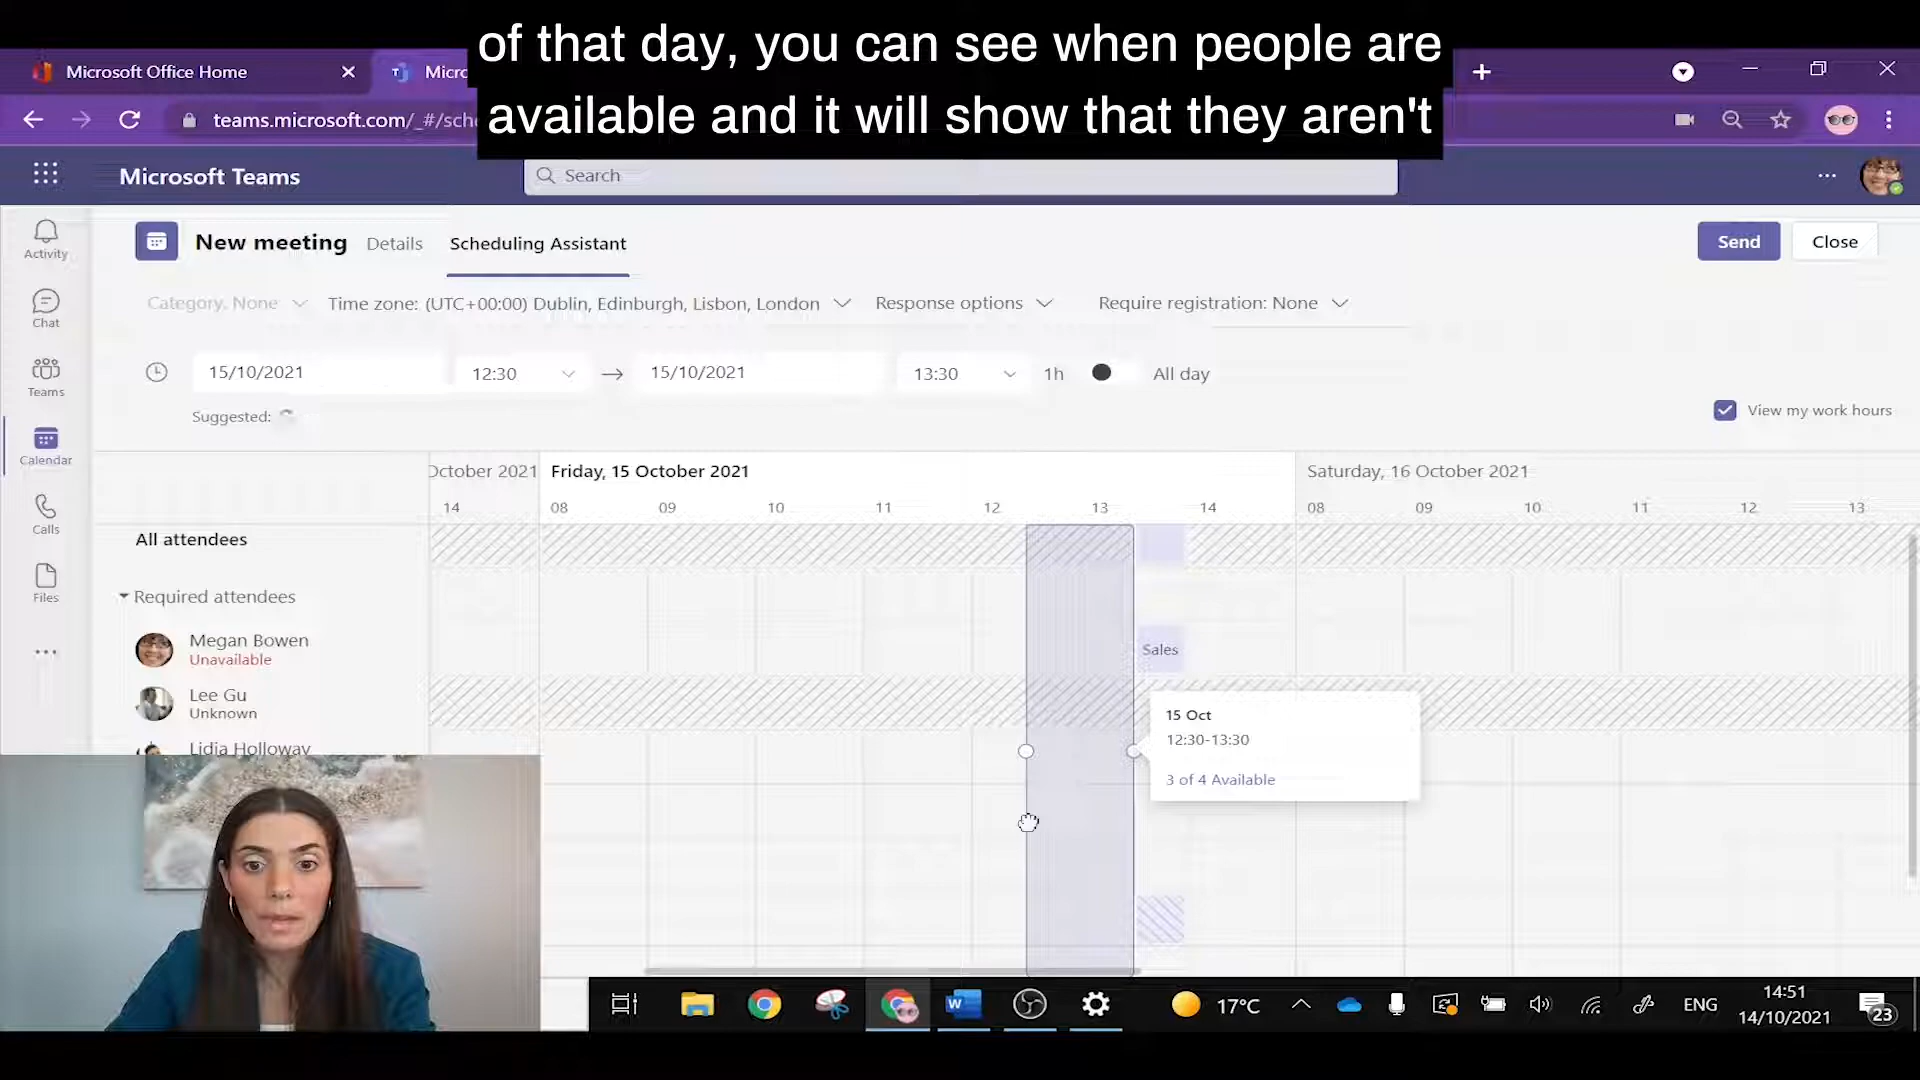 of that day, you can see when people are
available and it will show that they aren't
Microsoft Office Home
teams.microsoft.com/_#/sch
Microsoft Teams
Search
Activity
Chat
Teams
Calendar
Calls
Files
New meeting Details Scheduling Assistant
Send Close
Category: None Time zone: (UTC+00:00) Dublin, Edinburgh, Lisbon, London Response options Require registration: None
15/10/2021 12:30 → 15/10/2021 13:30 1h All day
Suggested:
View my work hours
October 2021 Friday, 15 October 2021 Saturday, 16 October 2021
14 08 09 10 11 12 13 14 08 09 10 11 12 13
All attendees
Required attendees
Megan Bowen
Unavailable
Sales
Lee Gu
Unknown
Lidia Holloway
15 Oct
12:30-13:30
3 of 4 Available
17°C
ENG
14:51
14/10/2021
23